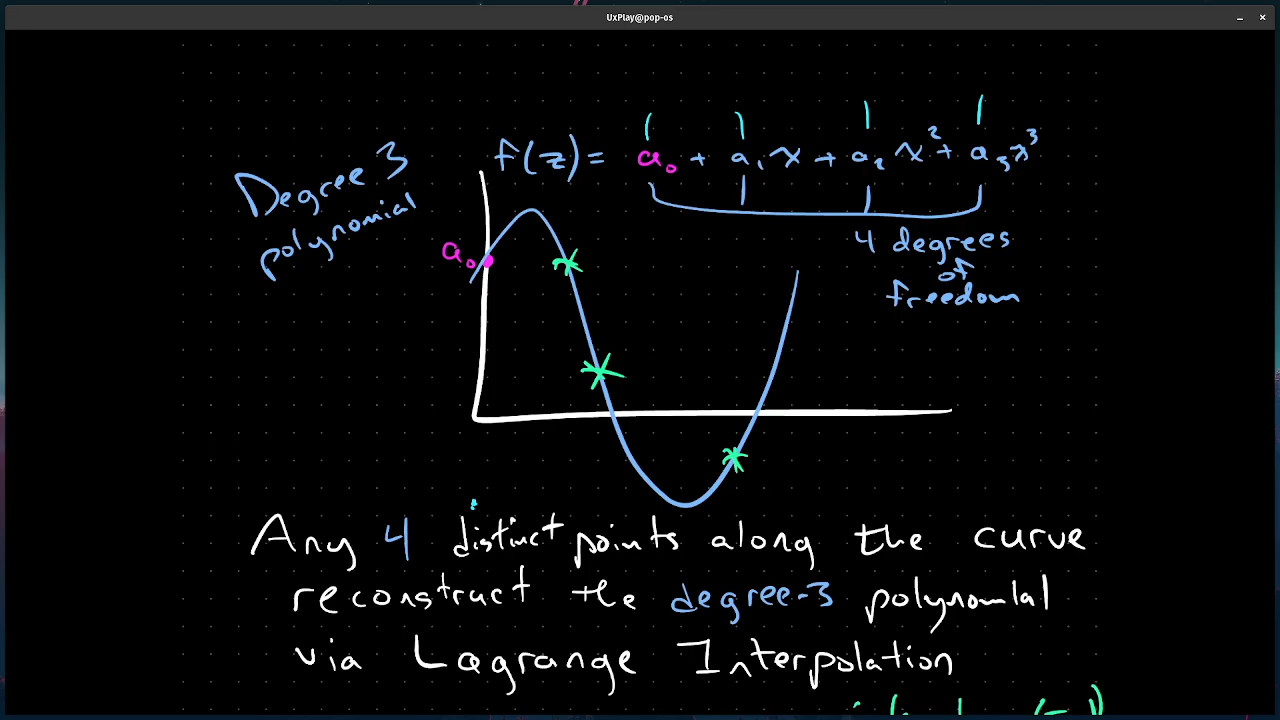 UxPlay@pop-os
Degree 3
polynomial
f(z) = a₀ + a₁x + a₂x² + a₃x³
4 degrees
of
freedom
a₀
Any 4 distinct points along the curve
reconstruct the degree-3 polynomial
via Lagrange Interpolation